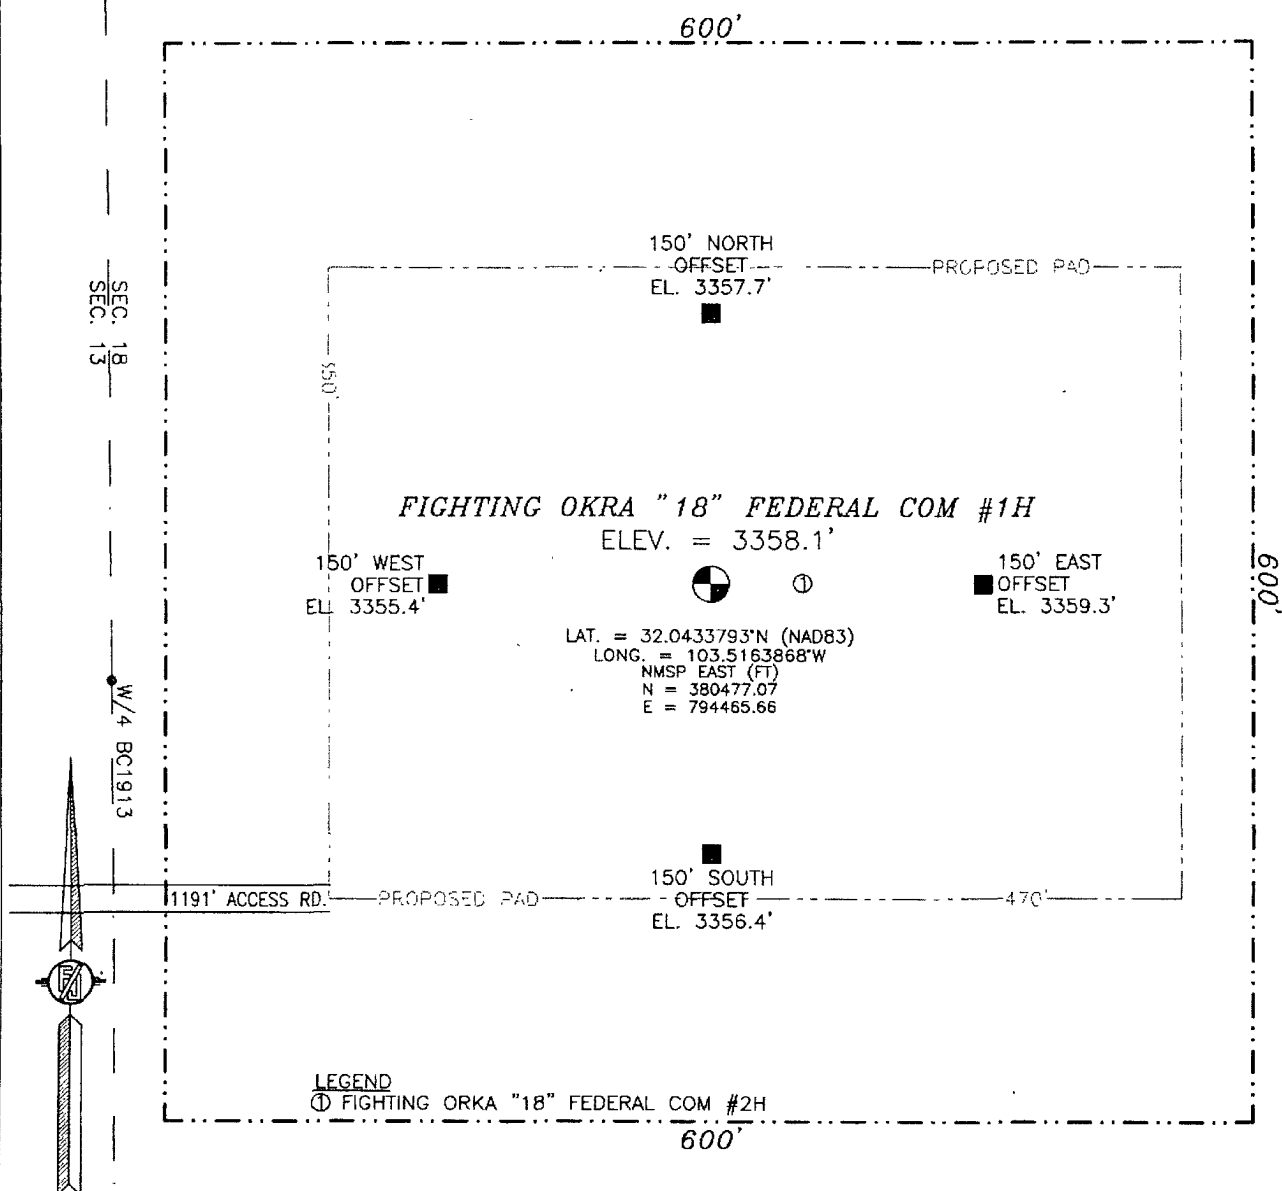 600'
150' NORTH
OFFSET
EL. 3357.7'
PROPOSED PAD
SEC. 18
SEC. 13
350'
FIGHTING OKRA "18" FEDERAL COM #1H
ELEV. = 3358.1'
150' WEST
OFFSET
EL. 3355.4'
①
150' EAST
OFFSET
EL. 3359.3'
600'
LAT. = 32.0433793°N (NAD83)
LONG. = 103.5163868°W
NMSP EAST (FT)
N = 380477.07
E = 794465.66
W/4 BC1913
150' SOUTH
OFFSET
EL. 3356.4'
1191' ACCESS RD.
PROPOSED PAD
470'
LEGEND
① FIGHTING ORKA "18" FEDERAL COM #2H
600'